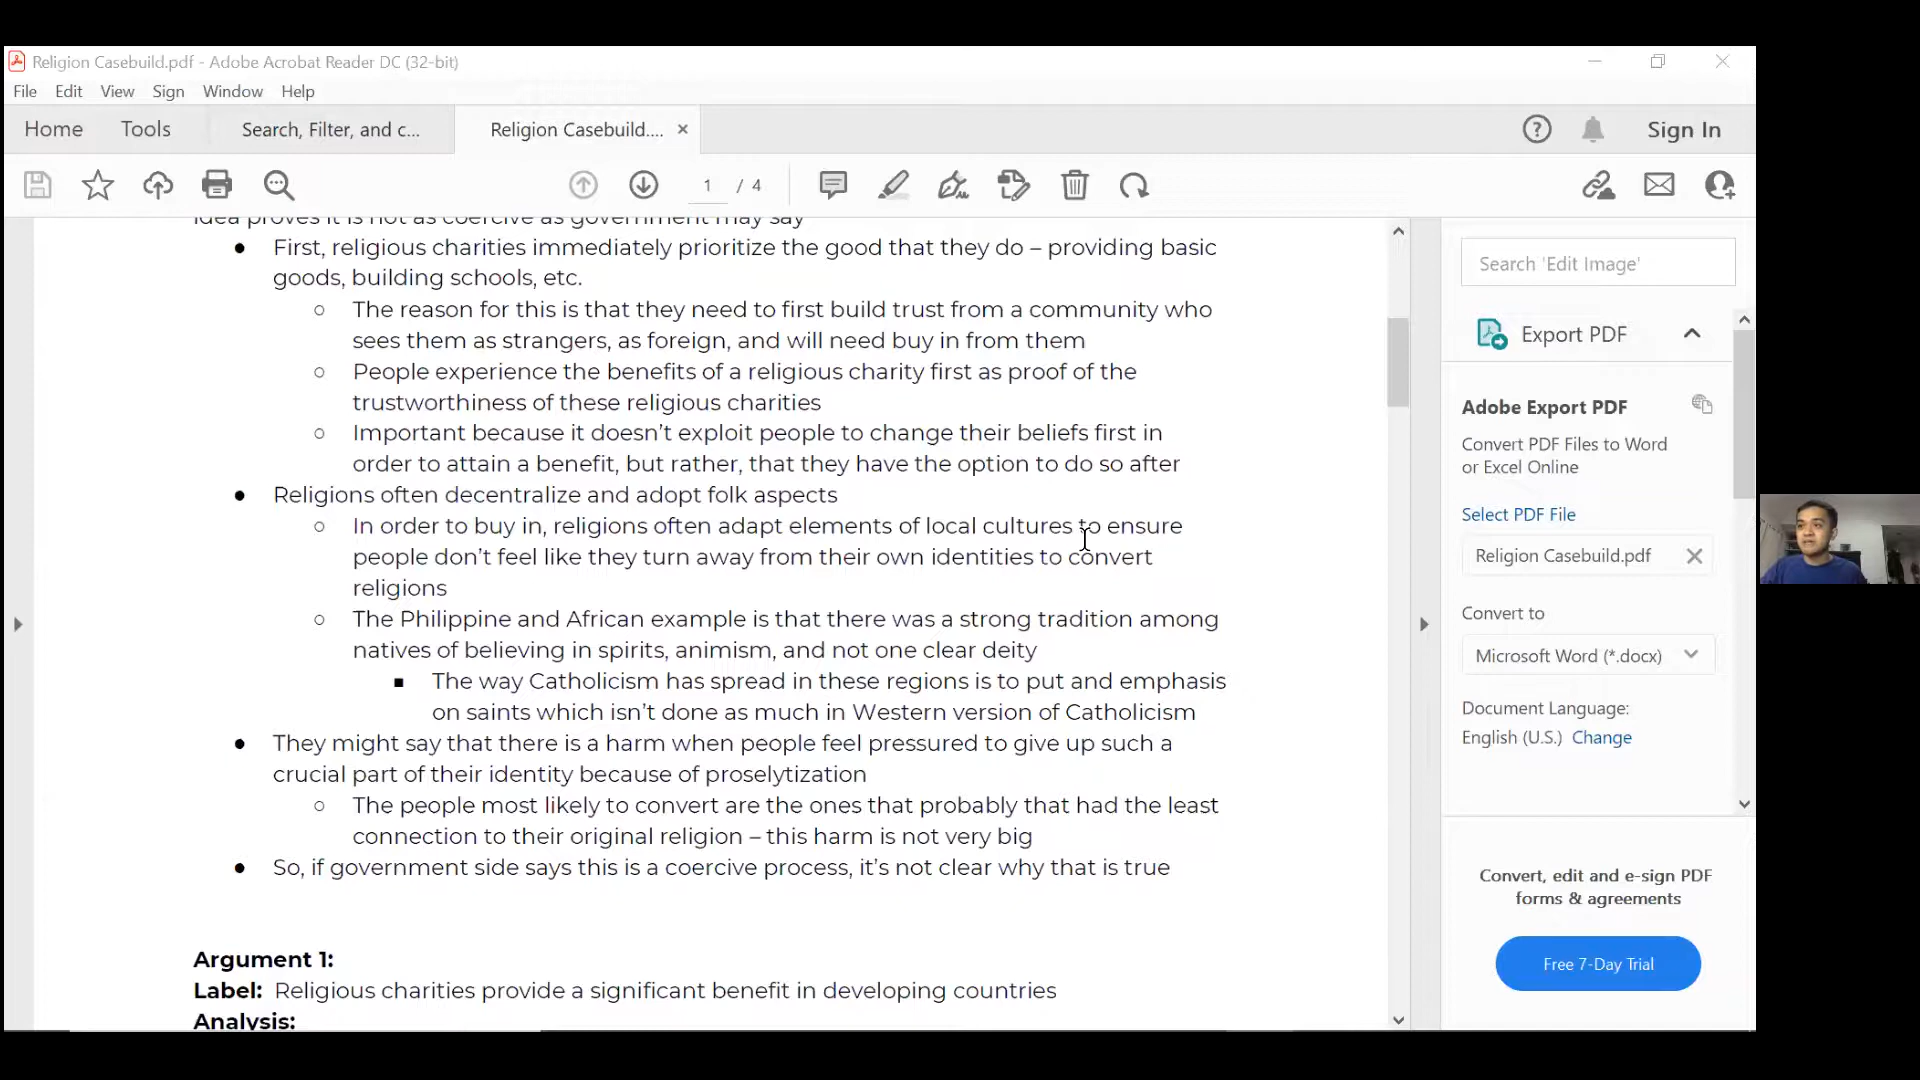 Religion Casebuild.pdf - Adobe Acrobat Reader DC (32-bit)
File Edit View Sign Window Help
Home Tools Search, Filter, and c... Religion Casebuild.... × Sign In
1 / 4
idea proves it is not as coercive as government may say
● First, religious charities immediately prioritize the good that they do – providing basic
goods, building schools, etc.
○ The reason for this is that they need to first build trust from a community who
sees them as strangers, as foreign, and will need buy in from them
○ People experience the benefits of a religious charity first as proof of the
trustworthiness of these religious charities
○ Important because it doesn’t exploit people to change their beliefs first in
order to attain a benefit, but rather, that they have the option to do so after
● Religions often decentralize and adopt folk aspects
○ In order to buy in, religions often adapt elements of local cultures to ensure
people don’t feel like they turn away from their own identities to convert
religions
○ The Philippine and African example is that there was a strong tradition among
natives of believing in spirits, animism, and not one clear deity
■ The way Catholicism has spread in these regions is to put and emphasis
on saints which isn’t done as much in Western version of Catholicism
● They might say that there is a harm when people feel pressured to give up such a
crucial part of their identity because of proselytization
○ The people most likely to convert are the ones that probably that had the least
connection to their original religion – this harm is not very big
● So, if government side says this is a coercive process, it’s not clear why that is true
Argument 1:
Label: Religious charities provide a significant benefit in developing countries
Analysis:
Search 'Edit Image'
Export PDF
Adobe Export PDF
Convert PDF Files to Word
or Excel Online
Select PDF File
Religion Casebuild.pdf
Convert to
Microsoft Word (*.docx)
Document Language:
English (U.S.) Change
Convert, edit and e-sign PDF
forms & agreements
Free 7-Day Trial